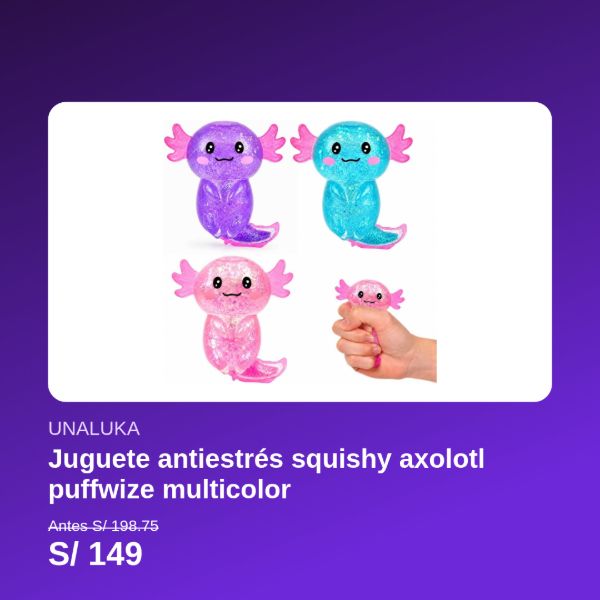 UNALUKA
Juguete antiestrés squishy axolotl
puffwize multicolor
Antes S/ 198.75
S/ 149